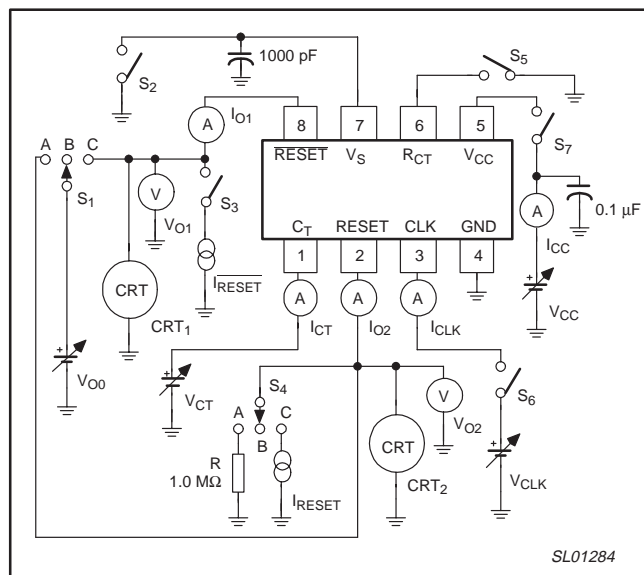 1000 pF
S2
S5
IO1
A
8
7
6
5
RESET
VS
RCT
VCC
S7
A
B
C
S1
V
VO1
S3
A
0.1 µF
ICC
CT
RESET
CLK
GND
1
2
3
4
CRT
CRT1
IRESET
A
A
A
ICT
IO2
ICLK
VCC
VO0
VCT
S4
A
B
C
V
VO2
S6
R
1.0 MΩ
IRESET
CRT
CRT2
VCLK
SL01284